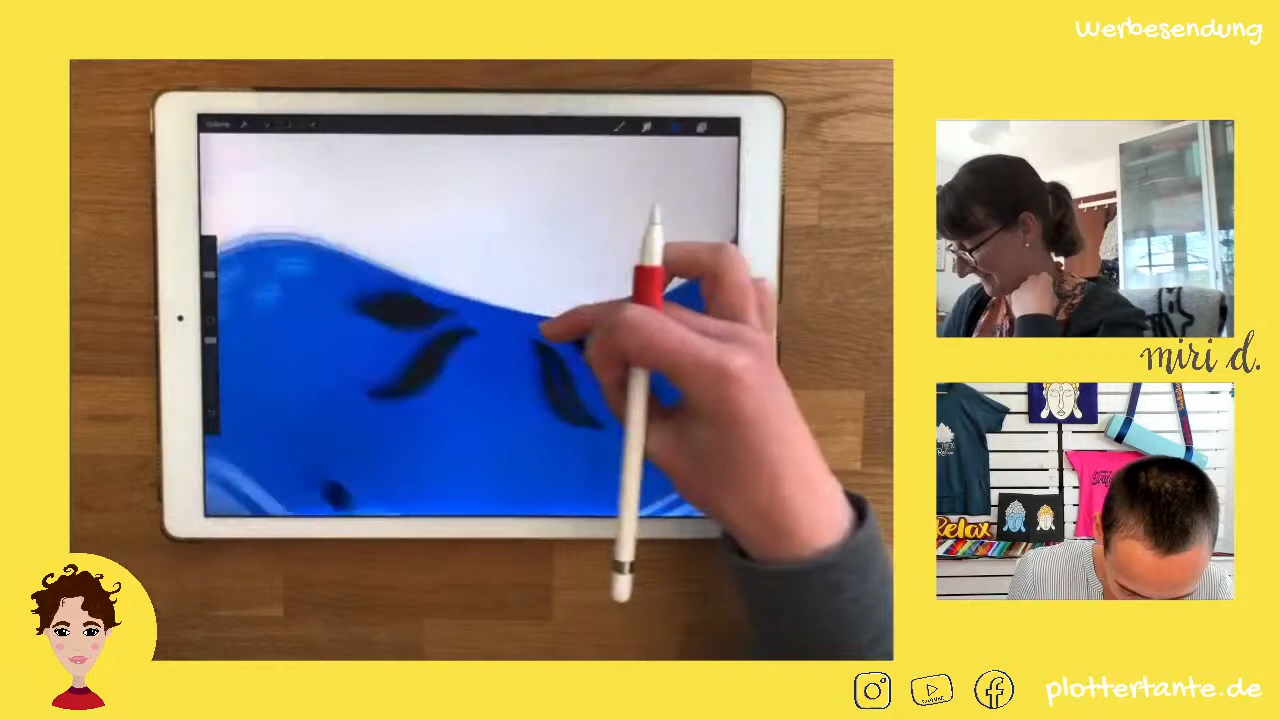 Werbesendung
miri d.
Relax
plottertante.de